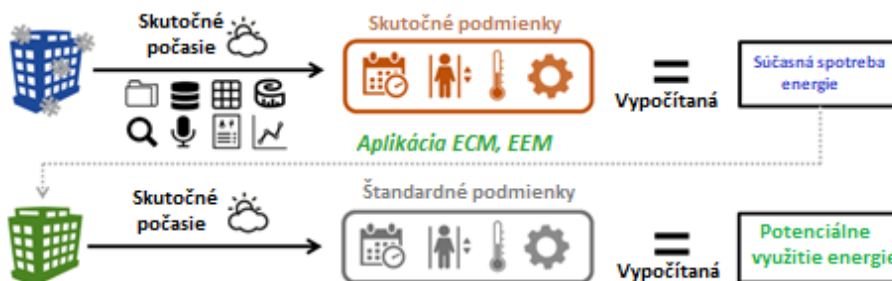 Skutočné
počasie
Skutočné podmienky
Vypočítaná
Súčasná spotreba
energie
Aplikácia ECM, EEM
Skutočné
počasie
Štandardné podmienky
Vypočítaná
Potenciálne
využitie energie